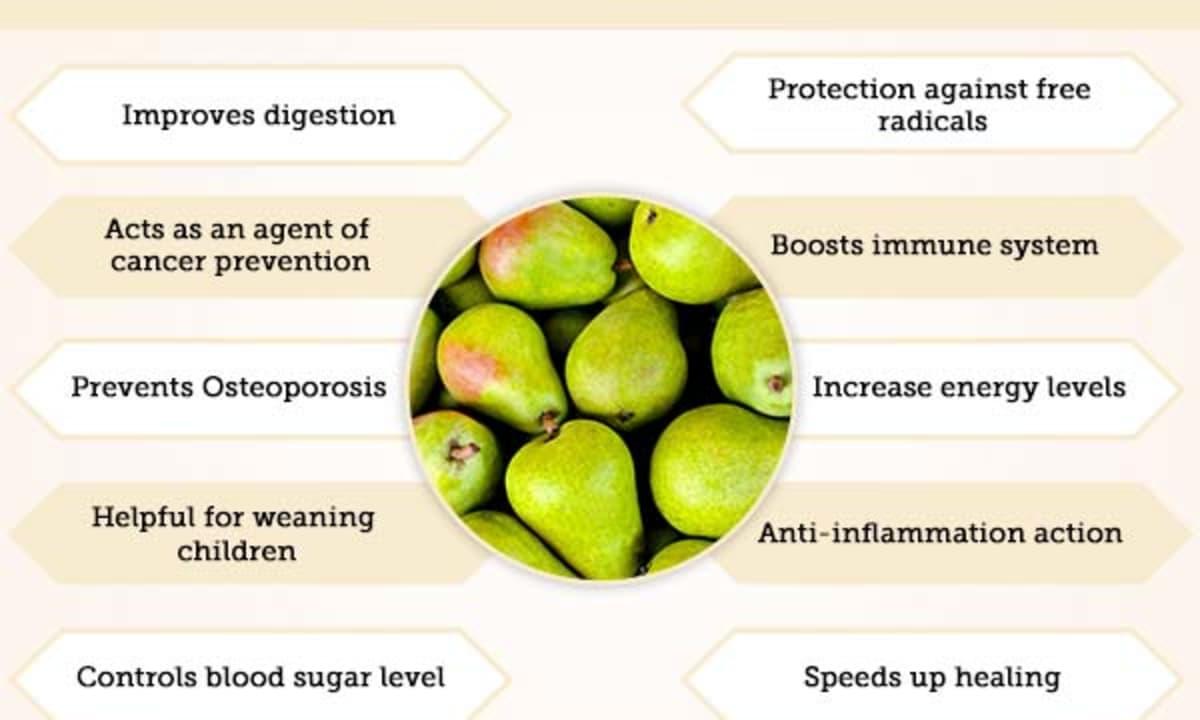 Improves digestion
Protection against free
radicals
Acts as an agent of
cancer prevention
Boosts immune system
Prevents Osteoporosis
Increase energy levels
Helpful for weaning
children
Anti-inflammation action
Controls blood sugar level
Speeds up healing